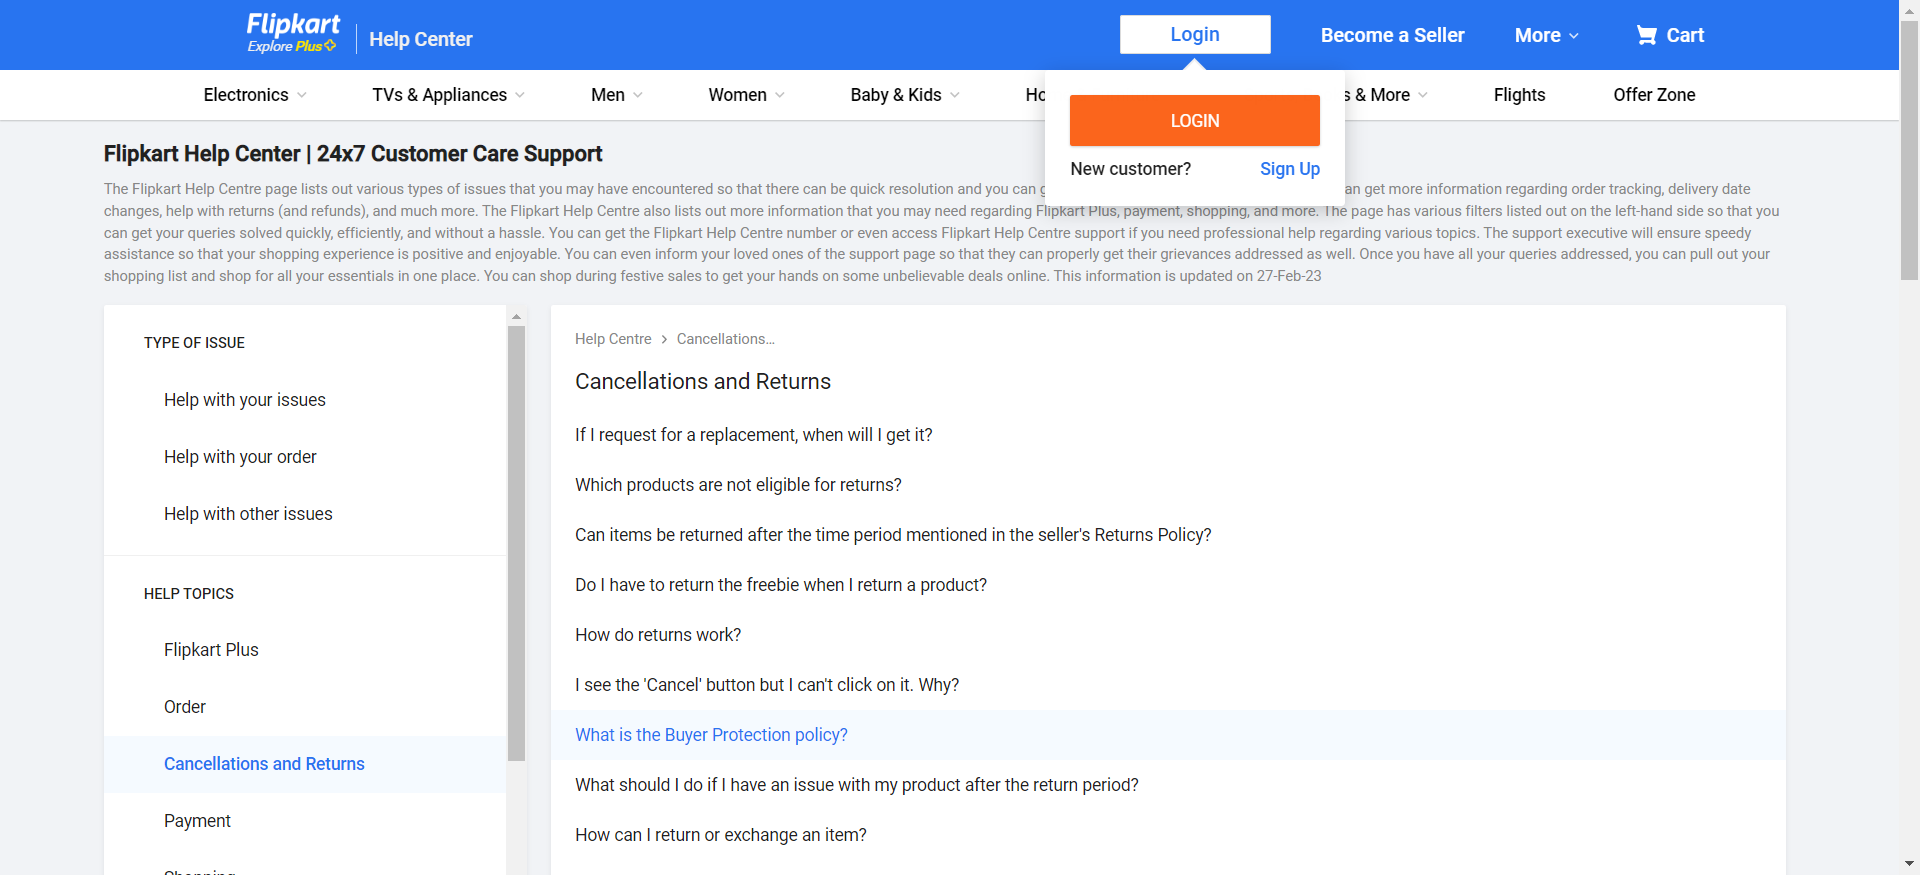 Flipkart
Explore Plus
Help Center
Login
Become a Seller
More
Cart
Electronics
TVs & Appliances
Men
Women
Baby & Kids
& More
Flights
Offer Zone
LOGIN
New customer?
Sign Up
Flipkart Help Center | 24x7 Customer Care Support
The Flipkart Help Centre page lists out various types of issues that you may have encountered so that there can be quick resolution and you can get more information regarding order tracking, delivery date
changes, help with returns (and refunds), and much more. The Flipkart Help Centre also lists out more information that you may need regarding Flipkart Plus, payment, shopping, and more. The page has various filters listed out on the left-hand side so that you
can get your queries solved quickly, efficiently, and without a hassle. You can get the Flipkart Help Centre number or even access Flipkart Help Centre support if you need professional help regarding various topics. The support executive will ensure speedy
assistance so that your shopping experience is positive and enjoyable. You can even inform your loved ones of the support page so that they can properly get their grievances addressed as well. Once you have all your queries addressed, you can pull out your
shopping list and shop for all your essentials in one place. You can shop during festive sales to get your hands on some unbelievable deals online. This information is updated on 27-Feb-23
TYPE OF ISSUE
Help with your issues
Help with your order
Help with other issues
HELP TOPICS
Flipkart Plus
Order
Cancellations and Returns
Payment
Help Centre
Cancellations...
Cancellations and Returns
If I request for a replacement, when will I get it?
Which products are not eligible for returns?
Can items be returned after the time period mentioned in the seller's Returns Policy?
Do I have to return the freebie when I return a product?
How do returns work?
I see the 'Cancel' button but I can't click on it. Why?
What is the Buyer Protection policy?
What should I do if I have an issue with my product after the return period?
How can I return or exchange an item?